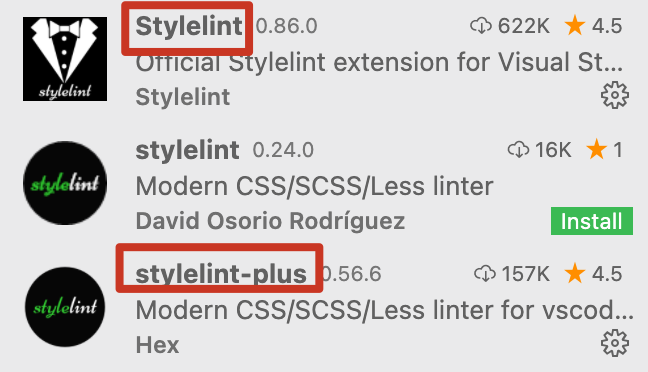 Stylelint 0.86.0 622K 4.5
Official Stylelint extension for Visual St...
stylelint
Stylelint
stylelint 0.24.0 16K 1
Modern CSS/SCSS/Less linter
stylelint
David Osorio Rodríguez Install
stylelint-plus 0.56.6 157K 4.5
Modern CSS/SCSS/Less linter for vscod...
stylelint
Hex